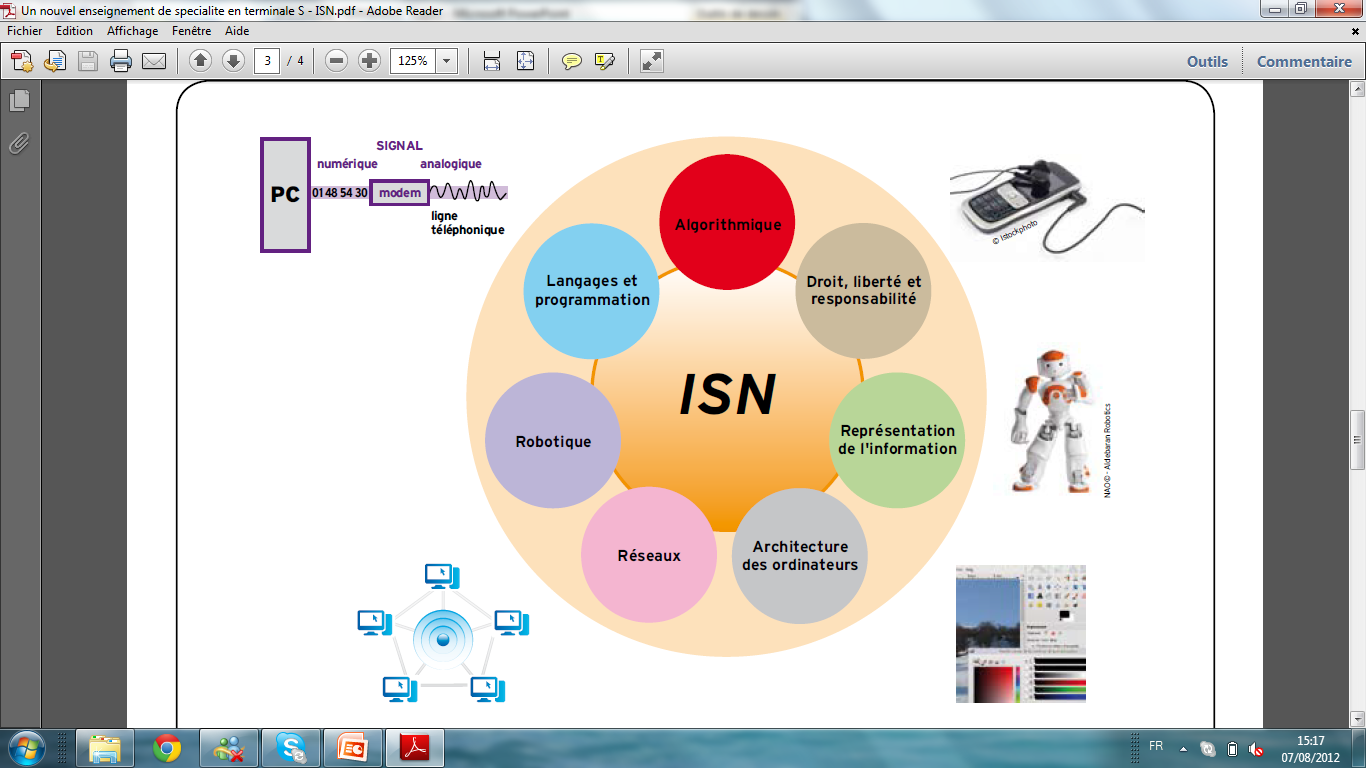 Un nouvel enseignement de specialite en terminale S - ISN.pdf - Adobe Reader
Fichier Edition Affichage Fenêtre Aide
3 / 4
125%
Outils
Commentaire
PC
SIGNAL
numérique
analogique
01 48 54 30
modem
ligne
téléphonique
Algorithmique
Langages et
programmation
Droit, liberté et
responsabilité
ISN
Robotique
Représentation
de l'information
Réseaux
Architecture
des ordinateurs
© Istockphoto
NAO© - Aldebaran Robotics
FR
15:17
07/08/2012